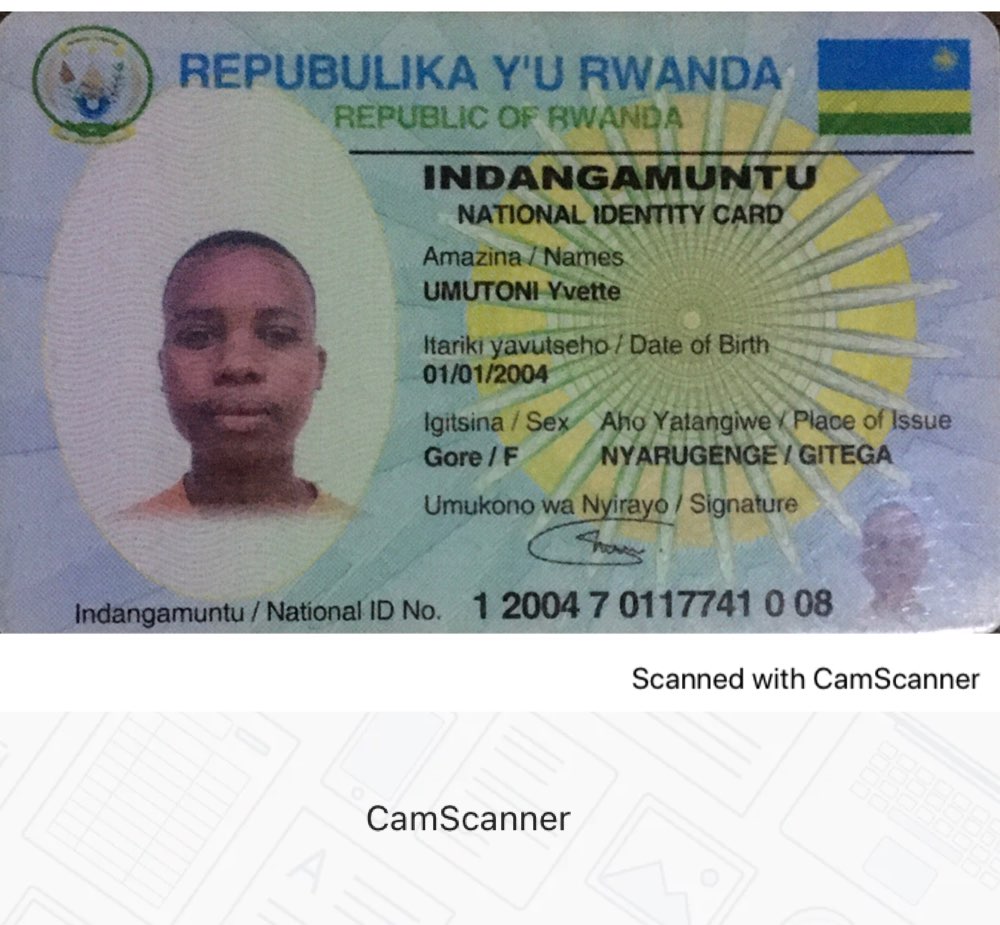 REPUBULIKA Y'U RWANDA
REPUBLIC OF RWANDA
INDANGAMUNTU
NATIONAL IDENTITY CARD
Amazina / Names
UMUTONI Yvette
Itariki yavutseho / Date of Birth
01/01/2004
Igitsina / Sex Aho Yatangiwe / Place of Issue
Gore / F NYARUGENGE / GITEGA
Umukono wa Nyirayo / Signature
Indangamuntu / National ID No. 1 2004 7 0117741 0 08
Scanned with CamScanner
CamScanner